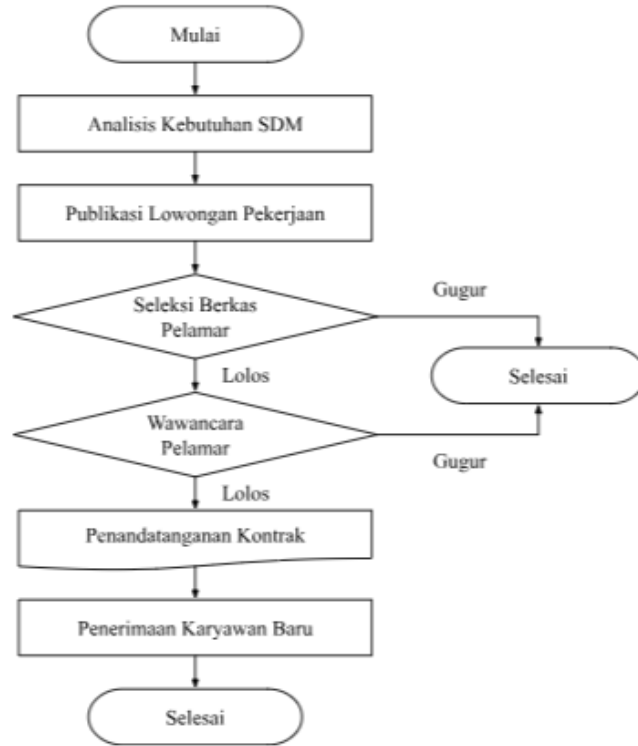 Mulai
Analisis Kebutuhan SDM
Publikasi Lowongan Pekerjaan
Seleksi Berkas
Pelamar
Gugur
Lolos
Selesai
Wawancara
Pelamar
Gugur
Lolos
Penandatanganan Kontrak
Penerimaan Karyawan Baru
Selesai